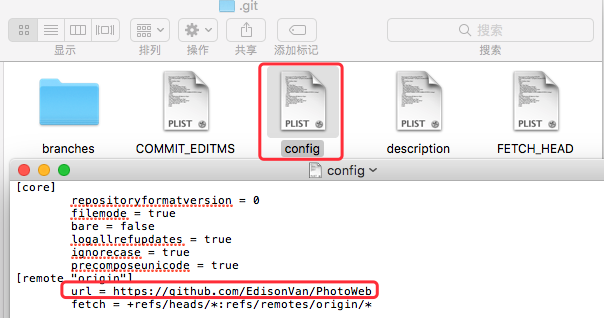 .git
搜索
显示
排列
操作
共享
添加标记
搜索
PLIST
PLIST
PLIST
PLIST
branches
COMMIT_EDITMS
config
description
FETCH_HEAD
config
[core]
repositoryformatversion = 0
filemode = true
bare = false
logallrefupdates = true
ignorecase = true
precomposeunicode = true
[remote "origin"]
url = https://github.com/EdisonVan/PhotoWeb
fetch = +refs/heads/*:refs/remotes/origin/*